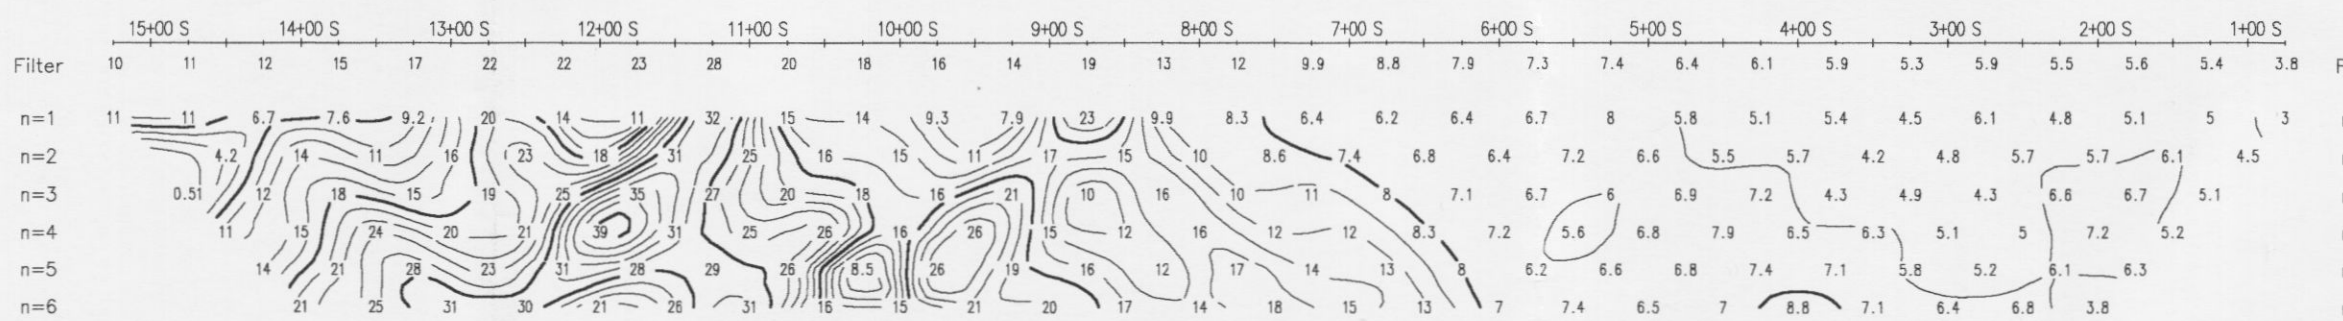 15+00 S 14+00 S 13+00 S 12+00 S 11+00 S 10+00 S 9+00 S 8+00 S 7+00 S 6+00 S 5+00 S 4+00 S 3+00 S 2+00 S 1+00 S
Filter 10 11 12 15 17 22 22 23 28 20 18 16 14 19 13 12 9.9 8.8 7.9 7.3 7.4 6.4 6.1 5.9 5.3 5.9 5.5 5.6 5.4 3.8
n=1 11 11 6.7 7.6 9.2 20 14 11 32 15 14 9.3 7.9 23 9.9 8.3 6.4 6.2 6.4 6.7 8 5.8 5.1 5.4 4.5 6.1 4.8 5.1 5 3
n=2 4.2 14 11 16 23 18 31 25 16 15 11 17 15 10 8.6 7.4 6.8 6.4 7.2 6.6 5.5 5.7 4.2 4.8 5.7 5.7 6.1 4.5
n=3 0.51 12 18 15 19 25 35 27 20 18 16 21 10 16 10 11 8 7.1 6.7 6 6.9 7.2 4.3 4.9 4.3 6.6 6.7 5.1
n=4 11 15 24 20 21 39 31 25 26 16 26 15 12 16 12 12 8.3 7.2 5.6 6.8 7.9 6.5 6.3 5.1 5 7.2 5.2
n=5 14 21 28 23 31 28 29 26 8.5 26 19 16 12 17 14 13 8 6.2 6.6 6.8 7.4 7.1 5.8 5.2 6.1 6.3
n=6 21 25 31 30 21 26 31 16 15 21 20 17 14 18 15 13 7 7.4 6.5 7 8.8 7.1 6.4 6.8 3.8